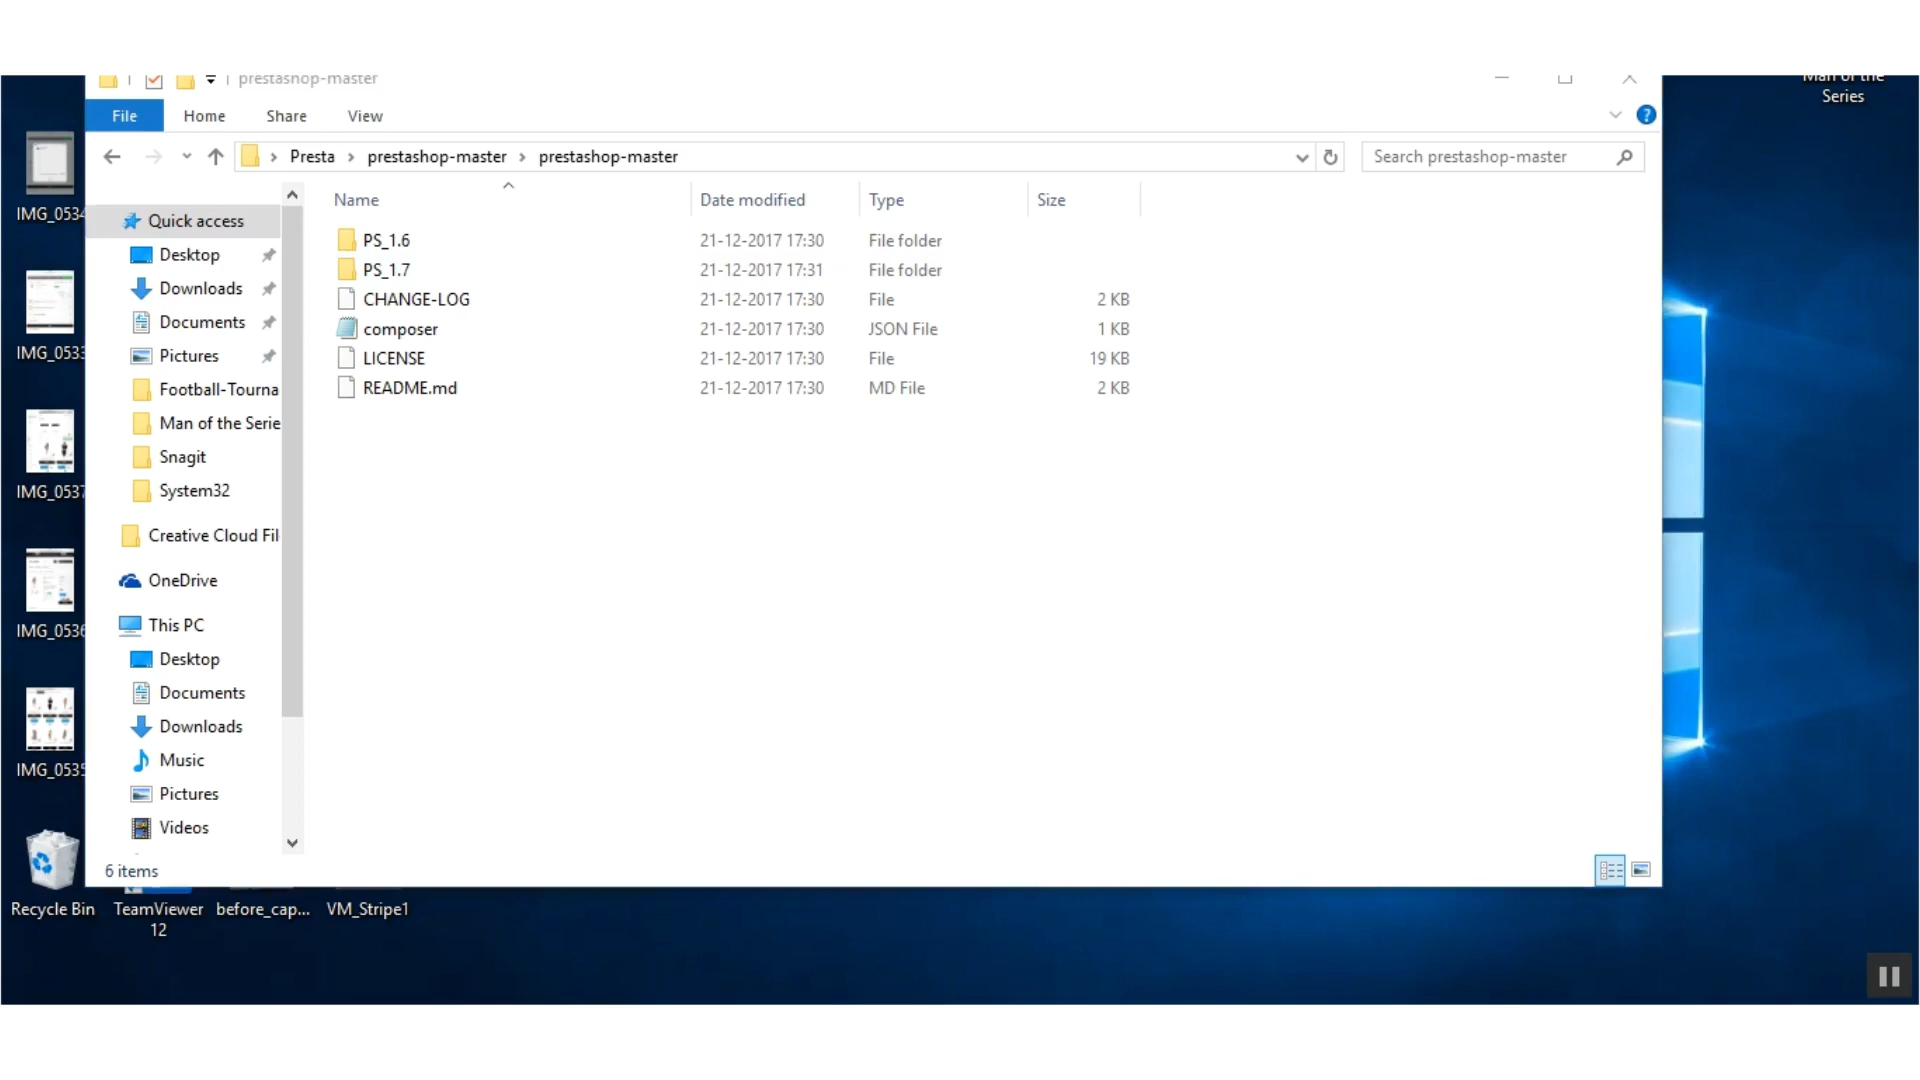 prestashop-master
Man of the
Series
File Home Share View
Presta prestashop-master prestashop-master
Search prestashop-master
Name Date modified Type Size
PS_1.6 21-12-2017 17:30 File folder
PS_1.7 21-12-2017 17:31 File folder
CHANGE-LOG 21-12-2017 17:30 File 2 KB
composer 21-12-2017 17:30 JSON File 1 KB
LICENSE 21-12-2017 17:30 File 19 KB
README.md 21-12-2017 17:30 MD File 2 KB
Quick access
Desktop
Downloads
Documents
Pictures
Football-Tourna
Man of the Serie
Snagit
System32
Creative Cloud Fil
OneDrive
This PC
Desktop
Documents
Downloads
Music
Pictures
Videos
6 items
IMG_0534
IMG_0533
IMG_0537
IMG_0536
IMG_0535
Recycle Bin
TeamViewer
12
before_cap...
VM_Stripe1